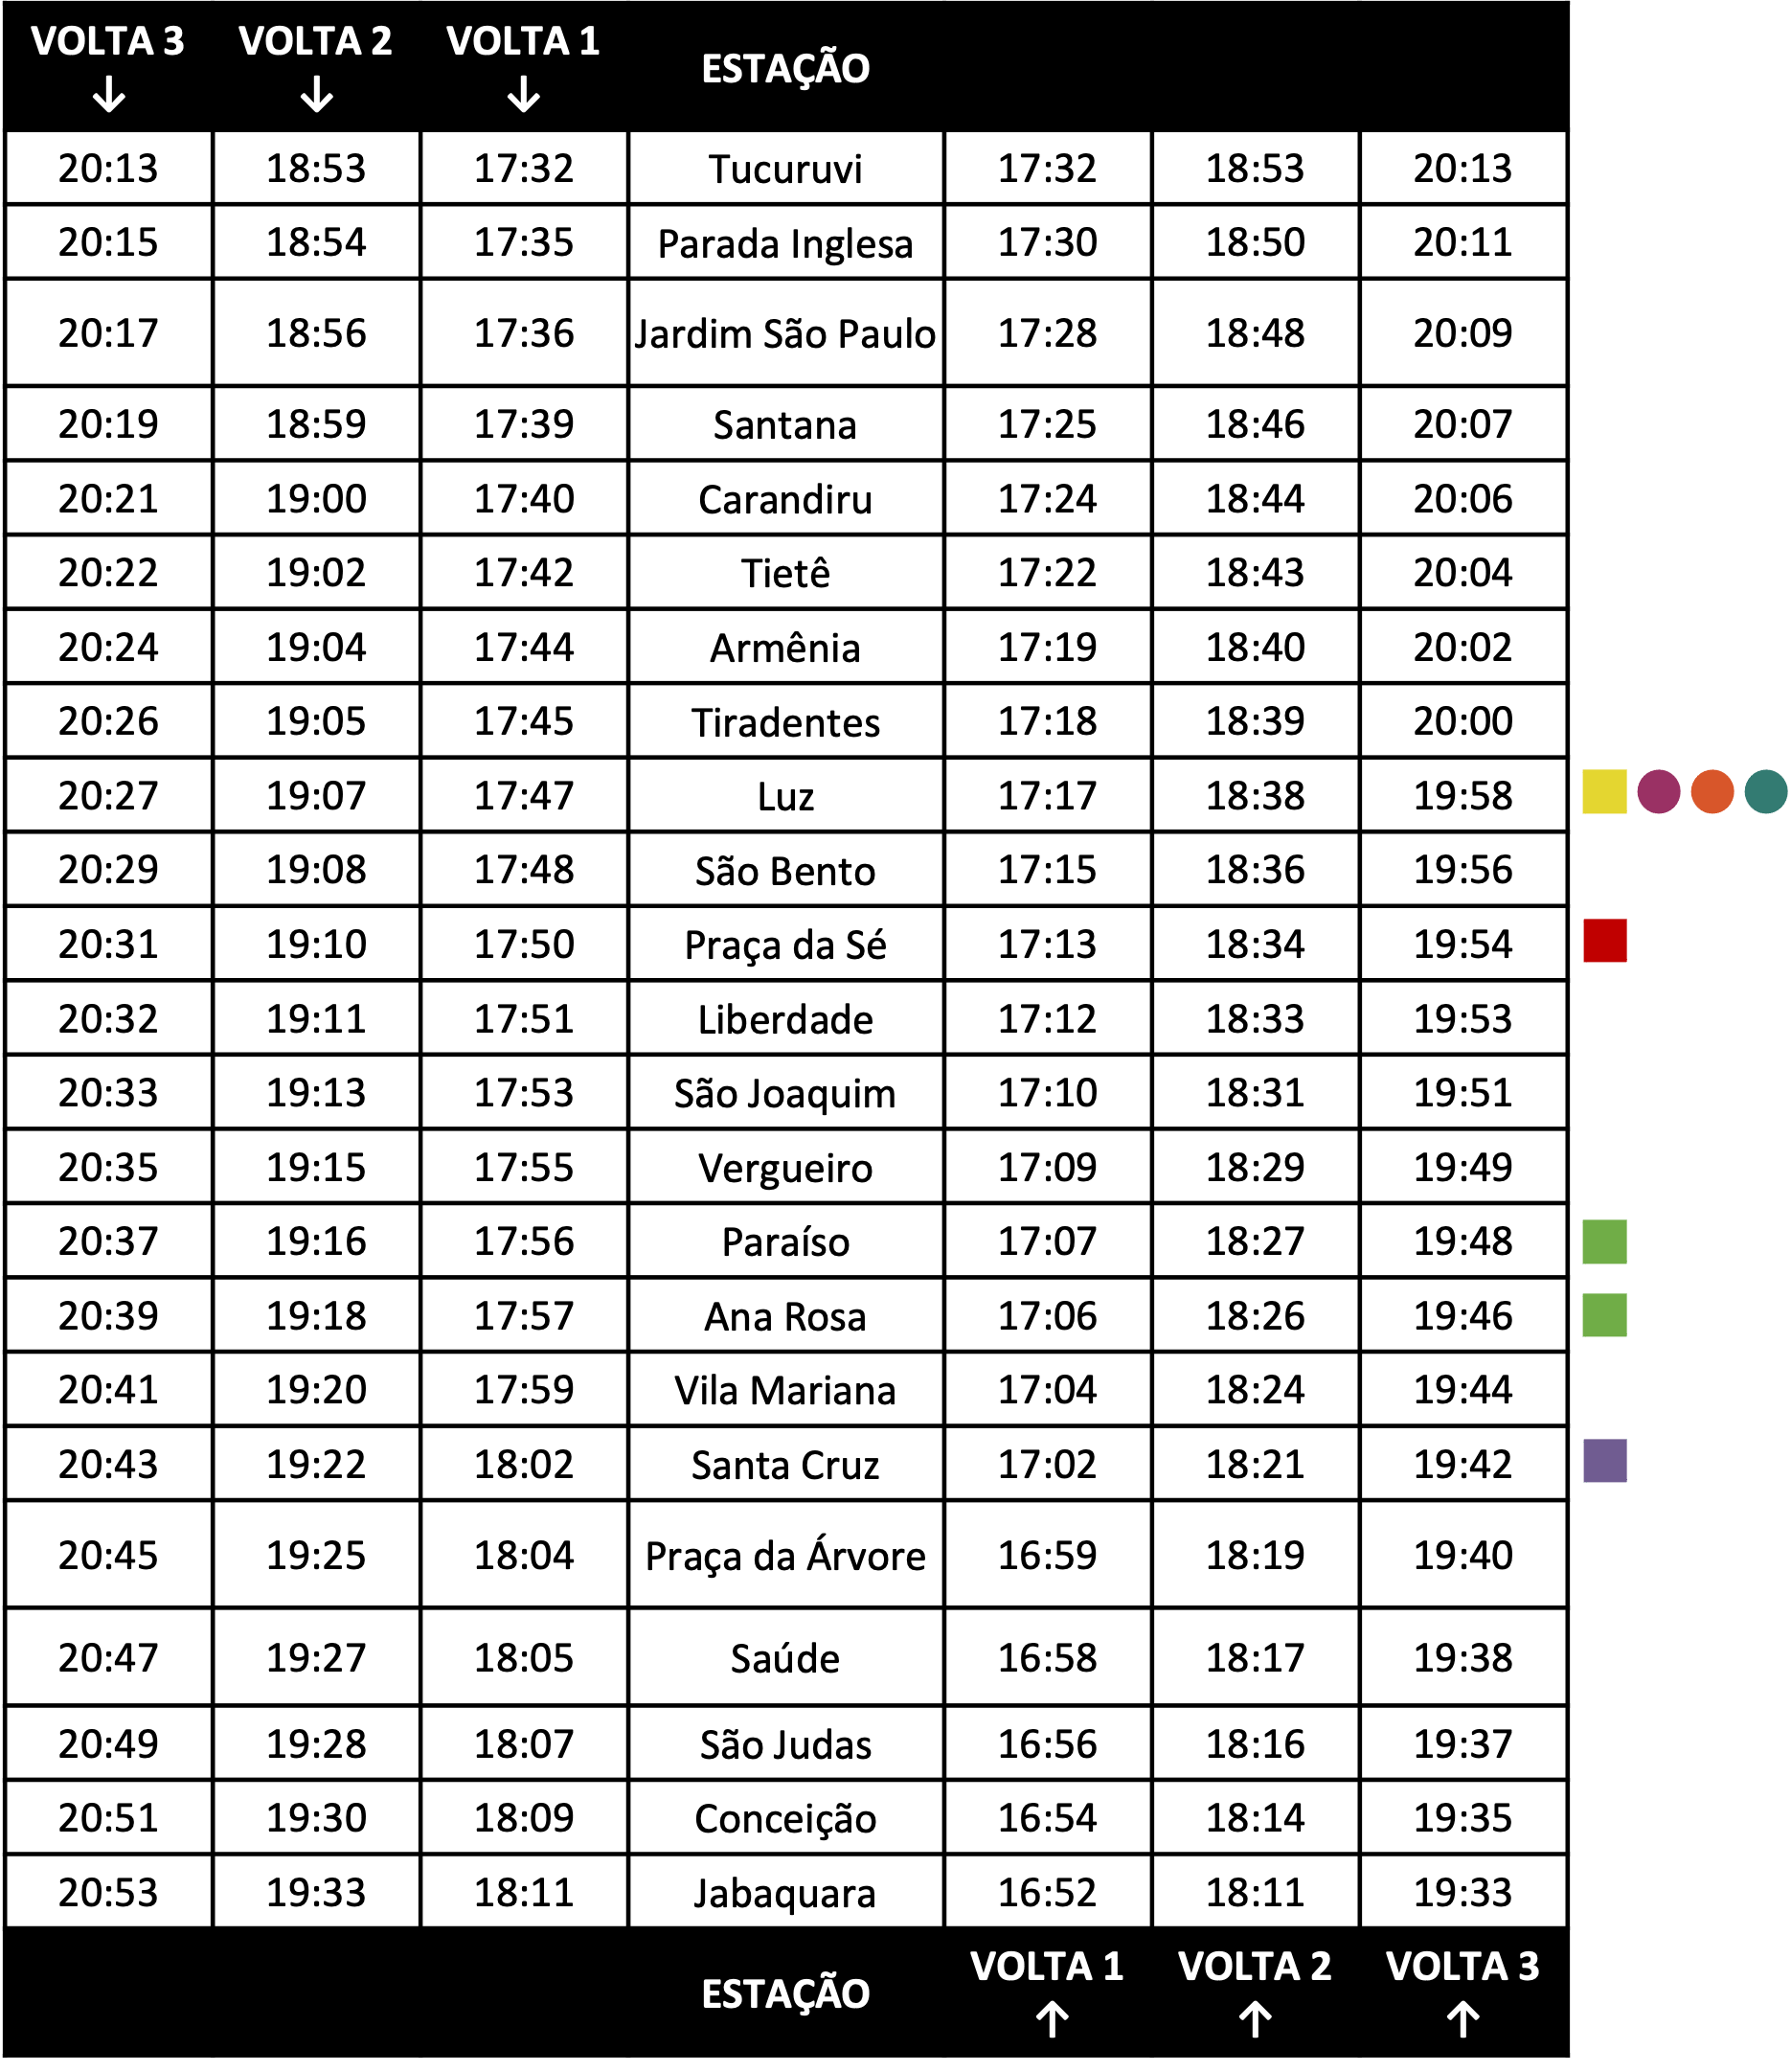 VOLTA 3 VOLTA 2 VOLTA 1 ESTAÇÃO
↓ ↓ ↓
20:13 18:53 17:32 Tucuruvi 17:32 18:53 20:13
20:15 18:54 17:35 Parada Inglesa 17:30 18:50 20:11
20:17 18:56 17:36 Jardim São Paulo 17:28 18:48 20:09
20:19 18:59 17:39 Santana 17:25 18:46 20:07
20:21 19:00 17:40 Carandiru 17:24 18:44 20:06
20:22 19:02 17:42 Tietê 17:22 18:43 20:04
20:24 19:04 17:44 Armênia 17:19 18:40 20:02
20:26 19:05 17:45 Tiradentes 17:18 18:39 20:00
20:27 19:07 17:47 Luz 17:17 18:38 19:58
20:29 19:08 17:48 São Bento 17:15 18:36 19:56
20:31 19:10 17:50 Praça da Sé 17:13 18:34 19:54
20:32 19:11 17:51 Liberdade 17:12 18:33 19:53
20:33 19:13 17:53 São Joaquim 17:10 18:31 19:51
20:35 19:15 17:55 Vergueiro 17:09 18:29 19:49
20:37 19:16 17:56 Paraíso 17:07 18:27 19:48
20:39 19:18 17:57 Ana Rosa 17:06 18:26 19:46
20:41 19:20 17:59 Vila Mariana 17:04 18:24 19:44
20:43 19:22 18:02 Santa Cruz 17:02 18:21 19:42
20:45 19:25 18:04 Praça da Árvore 16:59 18:19 19:40
20:47 19:27 18:05 Saúde 16:58 18:17 19:38
20:49 19:28 18:07 São Judas 16:56 18:16 19:37
20:51 19:30 18:09 Conceição 16:54 18:14 19:35
20:53 19:33 18:11 Jabaquara 16:52 18:11 19:33
ESTAÇÃO VOLTA 1 VOLTA 2 VOLTA 3
↑ ↑ ↑